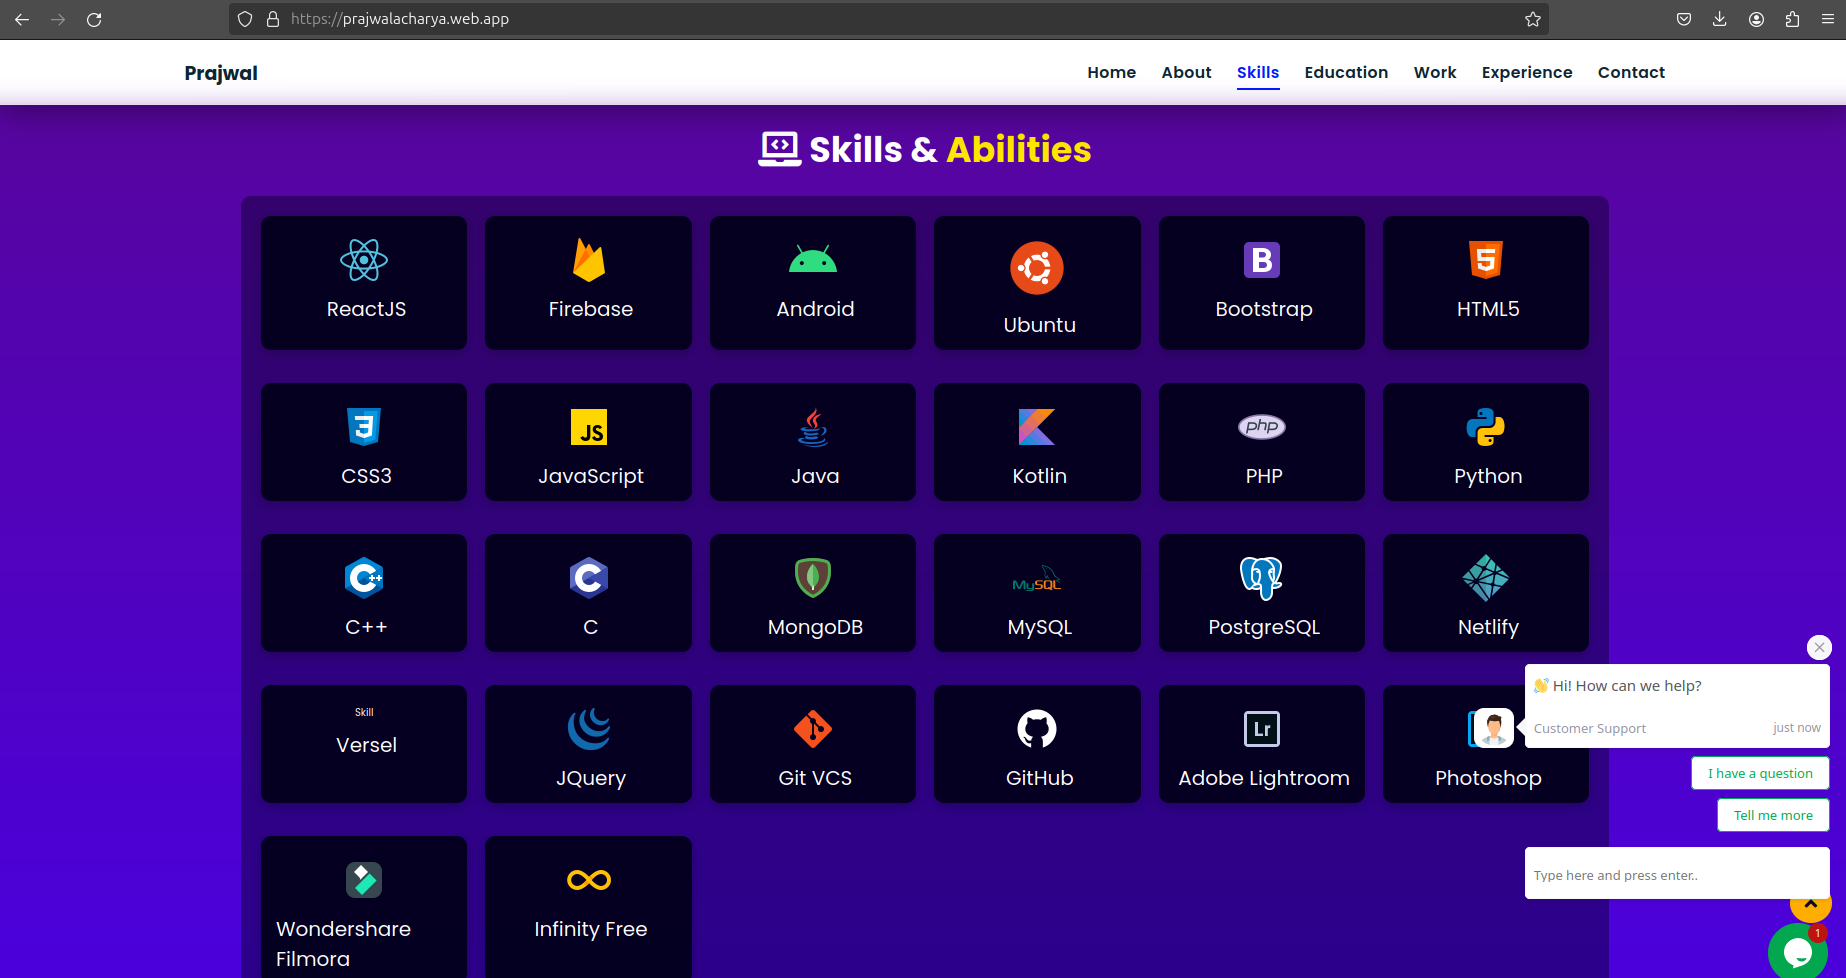 https://prajwalacharya.web.app
Prajwal
Home About Skills Education Work Experience Contact
Skills & Abilities
ReactJS
Firebase
Android
Ubuntu
B
Bootstrap
5
HTML5
3
CSS3
JS
JavaScript
Java
Kotlin
php
PHP
Python
C++
C++
C
C
MongoDB
MySQL
MySQL
PostgreSQL
Netlify
Skill
Versel
JQuery
Git VCS
GitHub
Lr
Adobe Lightroom
Photoshop
Wondershare
Filmora
Infinity Free
👋 Hi! How can we help?
Customer Support just now
I have a question
Tell me more
Type here and press enter..
1